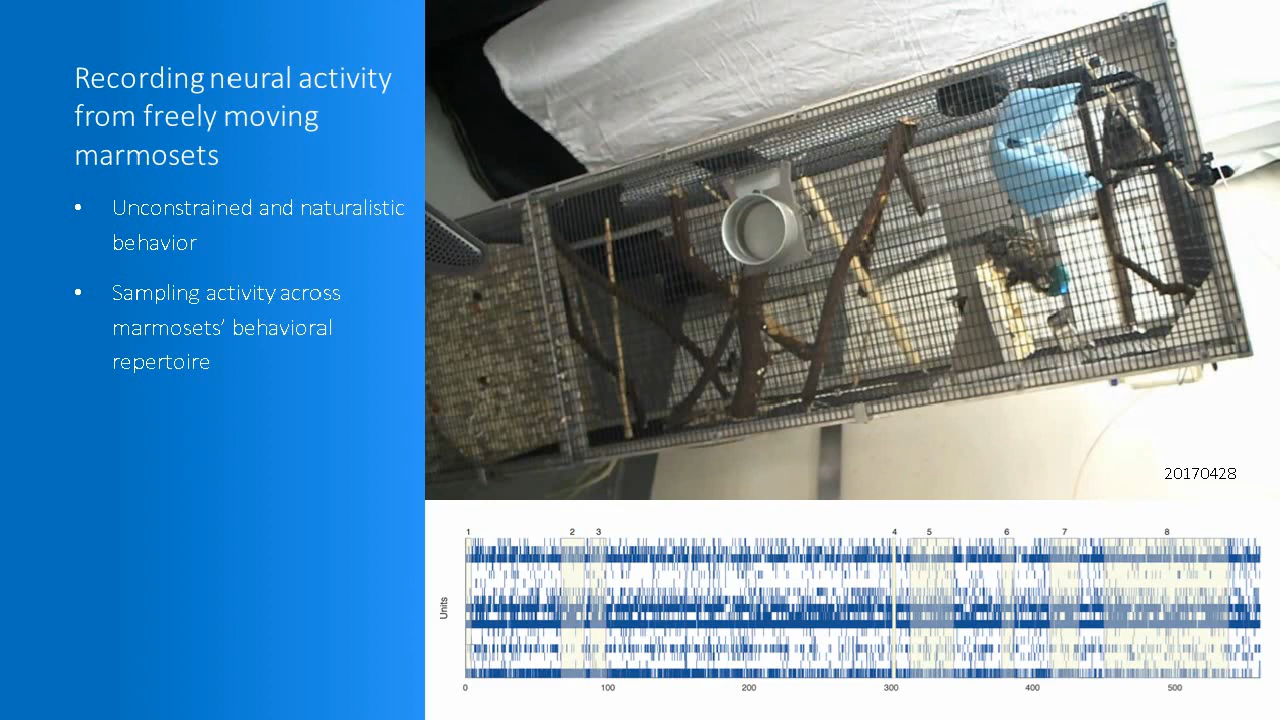 Recording neural activity
from freely moving
marmosets
• Unconstrained and naturalistic
behavior
• Sampling activity across
marmosets’ behavioral
repertoire
20170428
1 2 3 4 5 6 7 8
Units
0 100 200 300 400 500